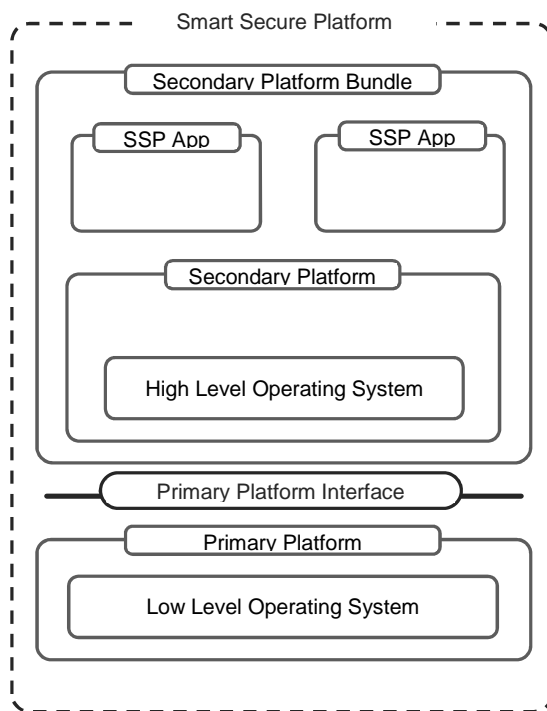 Smart Secure Platform
Secondary Platform Bundle
SSP App
SSP App
Secondary Platform
High Level Operating System
Primary Platform Interface
Primary Platform
Low Level Operating System